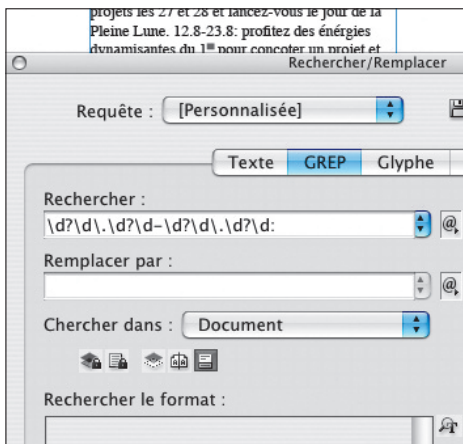 projets les 27 et 28 et lancez-vous le jour de la
Pleine Lune. 12.8-23.8: profitez des énérgies
dynamisantes du 1 pour concoter un projet et
Rechercher/Remplacer
Requête : [Personnalisée]
Texte GREP Glyphe
Rechercher :
\d?\d\.\d?\d-\d?\d\.\d?\d:
@
Remplacer par :
@
Chercher dans : Document
Rechercher le format :